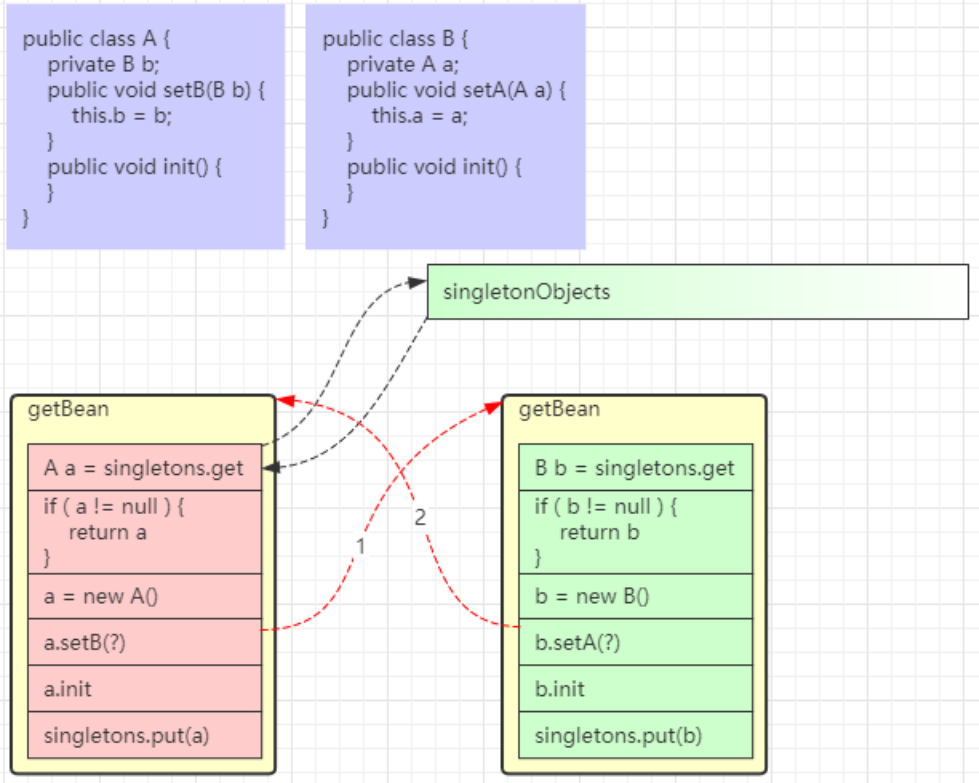 public class A {
private B b;
public void setB(B b) {
this.b = b;
}
public void init() {
}
}
public class B {
private A a;
public void setA(A a) {
this.a = a;
}
public void init() {
}
}
singletonObjects
getBean
A a = singletons.get
if ( a != null ) {
return a
}
a = new A()
a.setB(?)
a.init
singletons.put(a)
1
2
getBean
B b = singletons.get
if ( b != null ) {
return b
}
b = new B()
b.setA(?)
b.init
singletons.put(b)